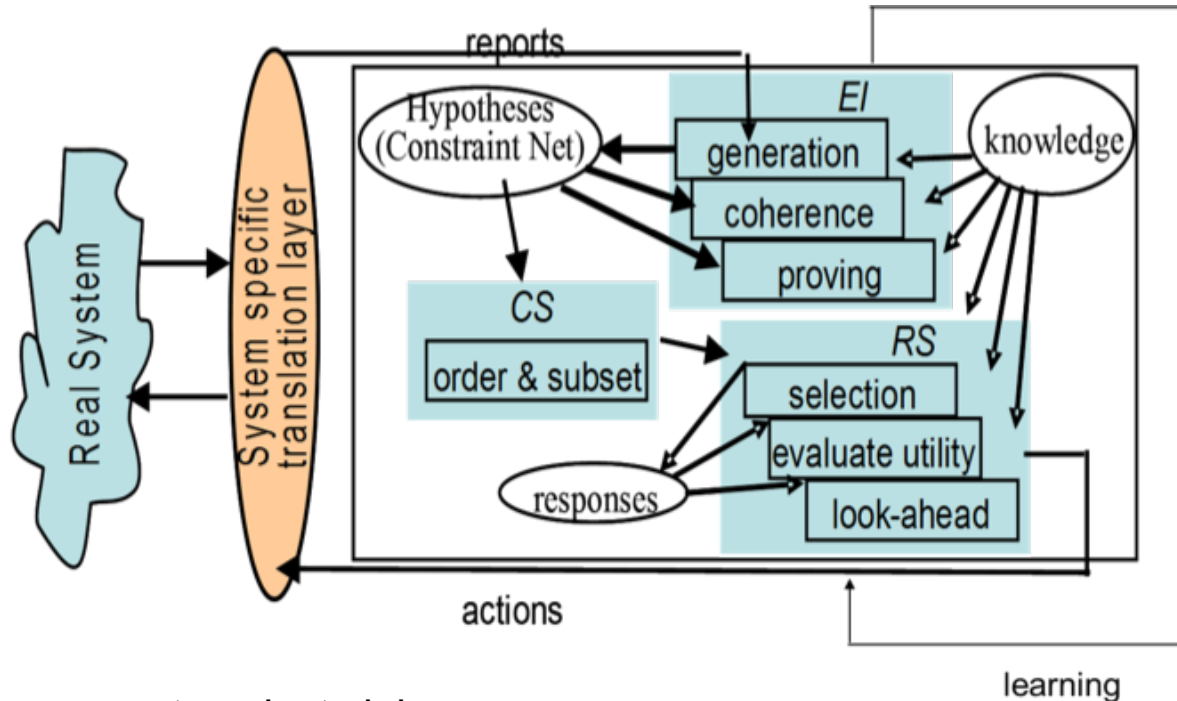 reports
Hypotheses
(Constraint Net)
EI
generation
coherence
proving
knowledge
Real System
System specific
translation layer
CS
order & subset
RS
selection
evaluate utility
look-ahead
responses
actions
learning